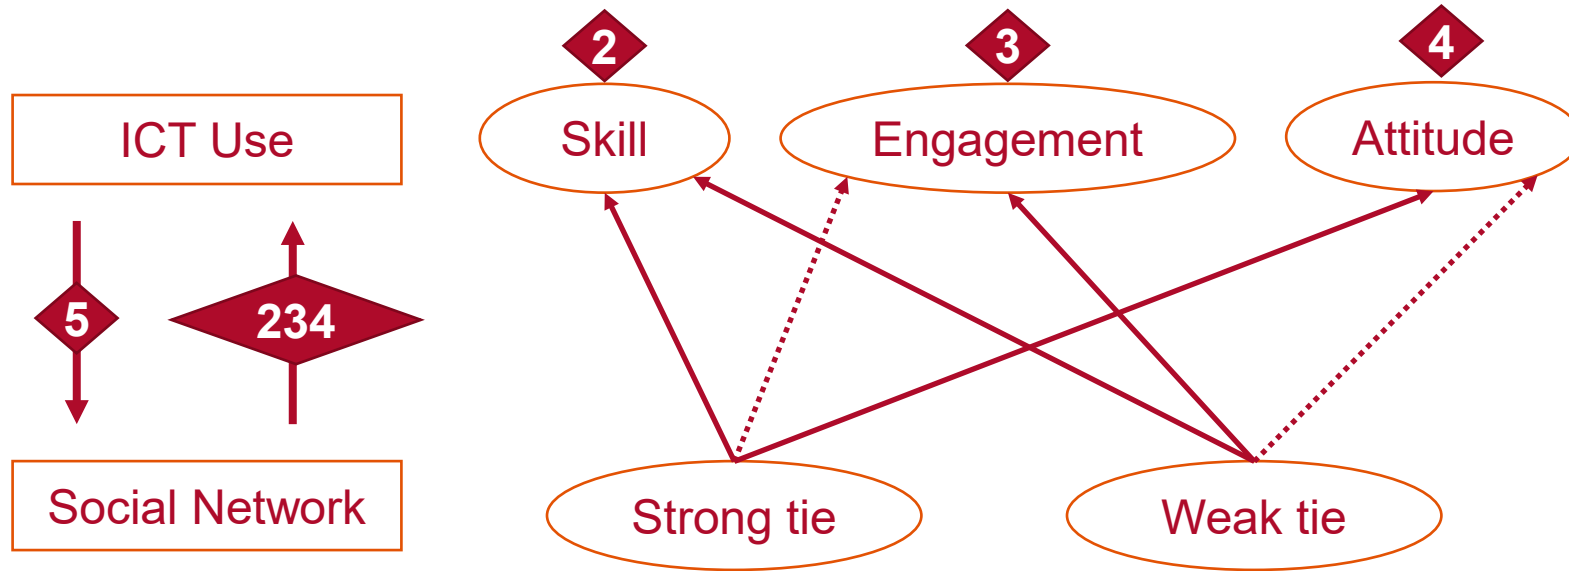 2
3
4
ICT Use
Skill
Engagement
Attitude
5
234
Social Network
Strong tie
Weak tie